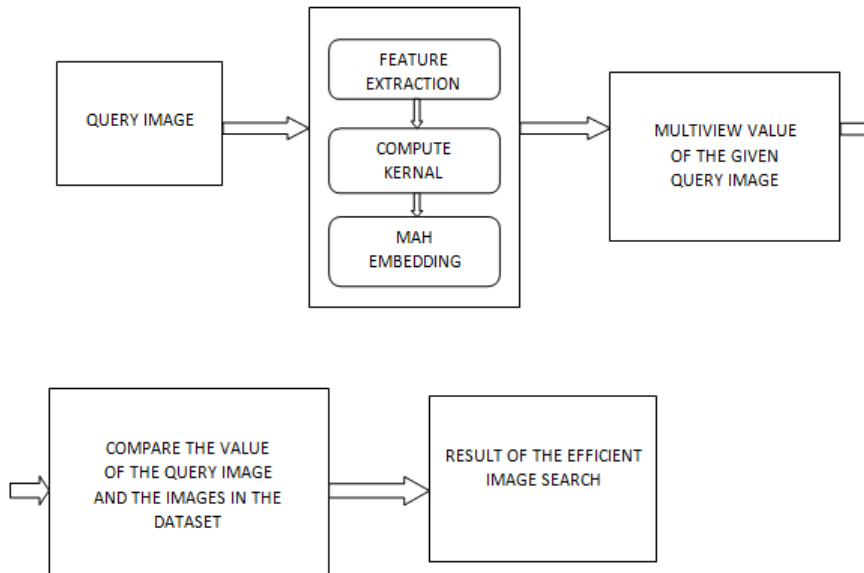 QUERY IMAGE
FEATURE
EXTRACTION
COMPUTE
KERNAL
MAH
EMBEDDING
MULTIVIEW VALUE
OF THE GIVEN
QUERY IMAGE
COMPARE THE VALUE
OF THE QUERY IMAGE
AND THE IMAGES IN THE
DATASET
RESULT OF THE EFFICIENT
IMAGE SEARCH